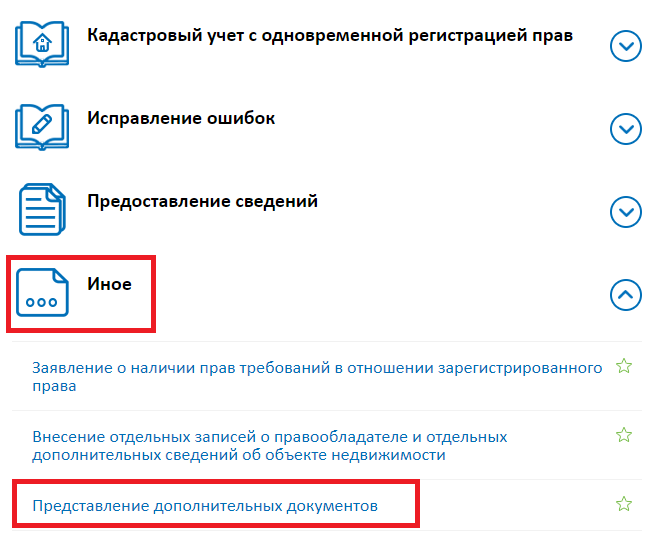 Кадастровый учет с одновременной регистрацией прав
Исправление ошибок
Предоставление сведений
Иное
Заявление о наличии прав требований в отношении зарегистрированного
права
Внесение отдельных записей о правообладателе и отдельных
дополнительных сведений об объекте недвижимости
Представление дополнительных документов